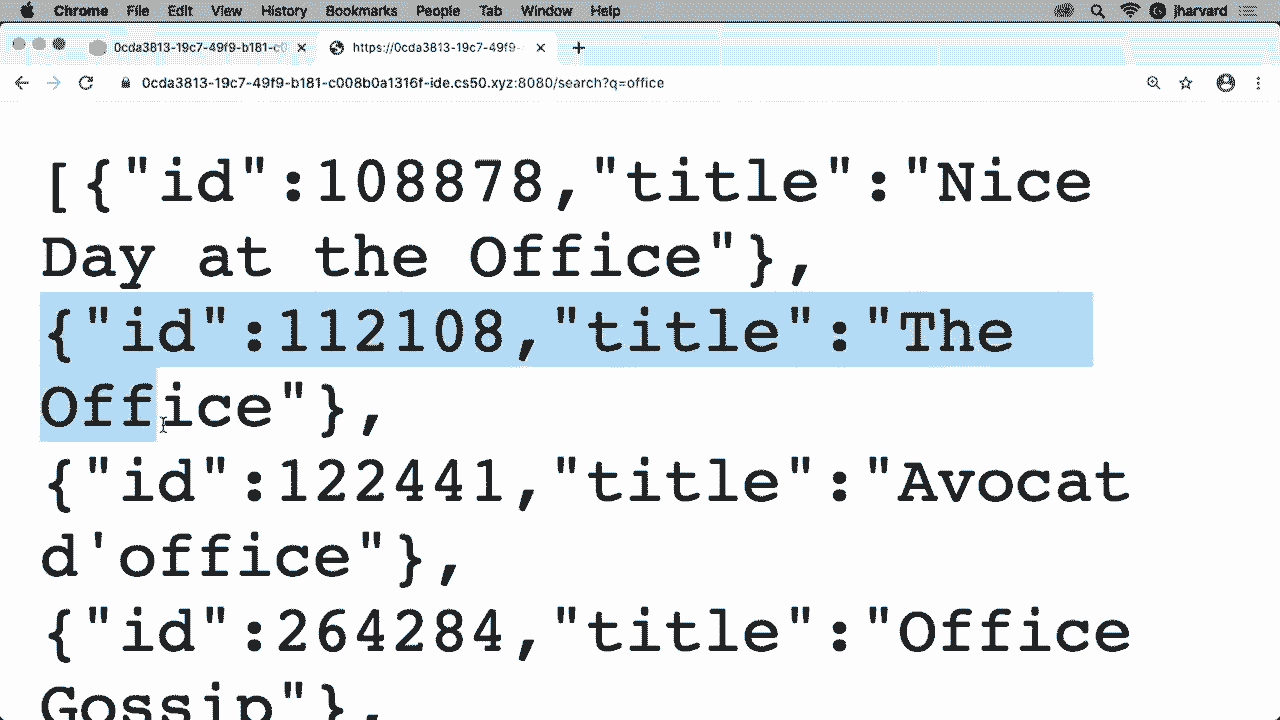 Chrome File Edit View History Bookmarks People Tab Window Help jharvard
0cda3813-19c7-49f9-b181-c0 https://0cda3813-19c7-49f9-
0cda3813-19c7-49f9-b181-c008b0a1316f-ide.cs50.xyz:8080/search?q=office
[{"id":108878,"title":"Nice
Day at the Office"},
{"id":112108,"title":"The
Office"},
{"id":122441,"title":"Avocat
d'office"},
{"id":264284,"title":"Office
Gossip"},